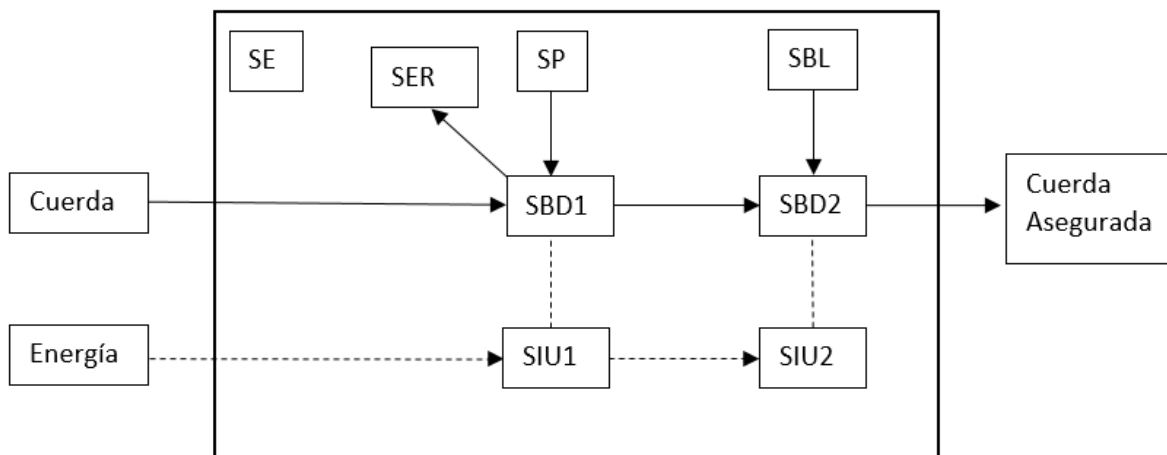 SE
SER
SP
SBL
Cuerda
SBD1
SBD2
Cuerda
Asegurada
Energía
SIU1
SIU2